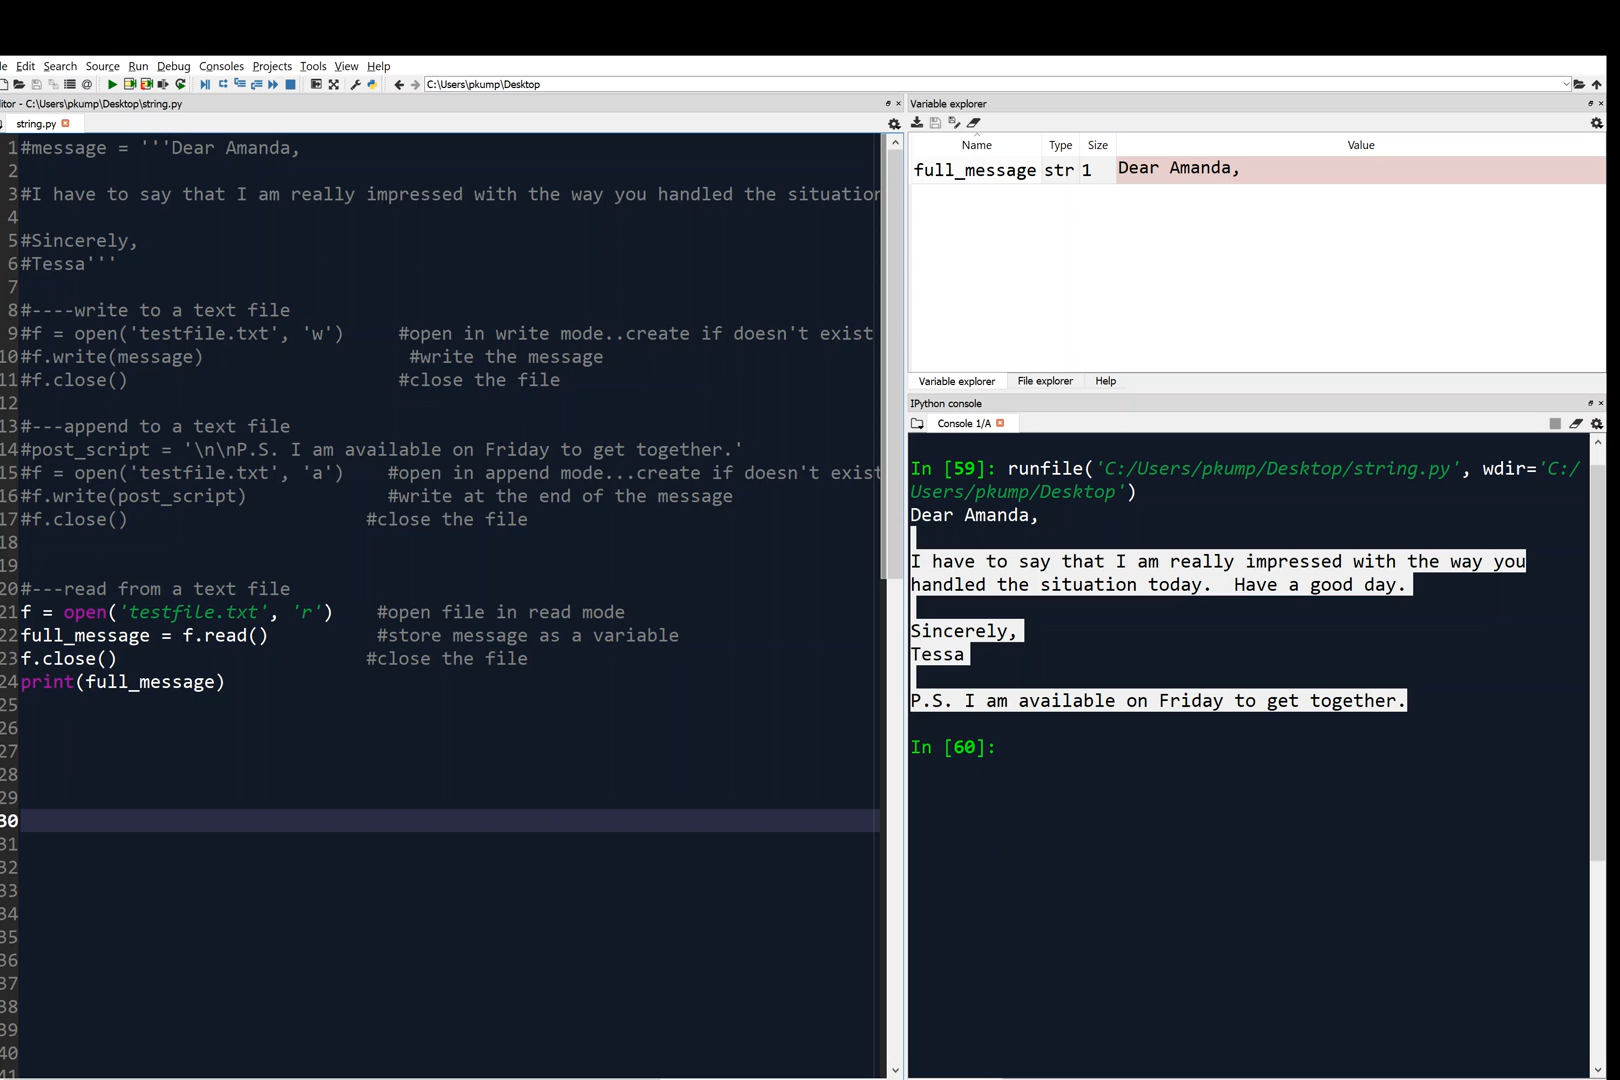 le Edit Search Source Run Debug Consoles Projects Tools View Help
C:\Users\pkump\Desktop
itor - C:\Users\pkump\Desktop\string.py
string.py
1 #message = '''Dear Amanda,
2
3 #I have to say that I am really impressed with the way you handled the situation
4
5 #Sincerely,
6 #Tessa'''
7
8 #----write to a text file
9 #f = open('testfile.txt', 'w')     #open in write mode..create if doesn't exist
10 #f.write(message)                   #write the message
11 #f.close()                         #close the file
12
13 #---append to a text file
14 #post_script = '\n\nP.S. I am available on Friday to get together.'
15 #f = open('testfile.txt', 'a')    #open in append mode...create if doesn't exist
16 #f.write(post_script)             #write at the end of the message
17 #f.close()                      #close the file
18
19
20 #---read from a text file
21 f = open('testfile.txt', 'r')    #open file in read mode
22 full_message = f.read()          #store message as a variable
23 f.close()                       #close the file
24 print(full_message)
25
26
27
28
29
30
31
32
33
34
35
36
37
38
39
40
41
Variable explorer
Name Type Size Value
full_message str 1 Dear Amanda,
Variable explorer File explorer Help
IPython console
Console 1/A
In [59]: runfile('C:/Users/pkump/Desktop/string.py', wdir='C:/
Users/pkump/Desktop')
Dear Amanda,
I have to say that I am really impressed with the way you
handled the situation today.  Have a good day.
Sincerely,
Tessa
P.S. I am available on Friday to get together.
In [60]: